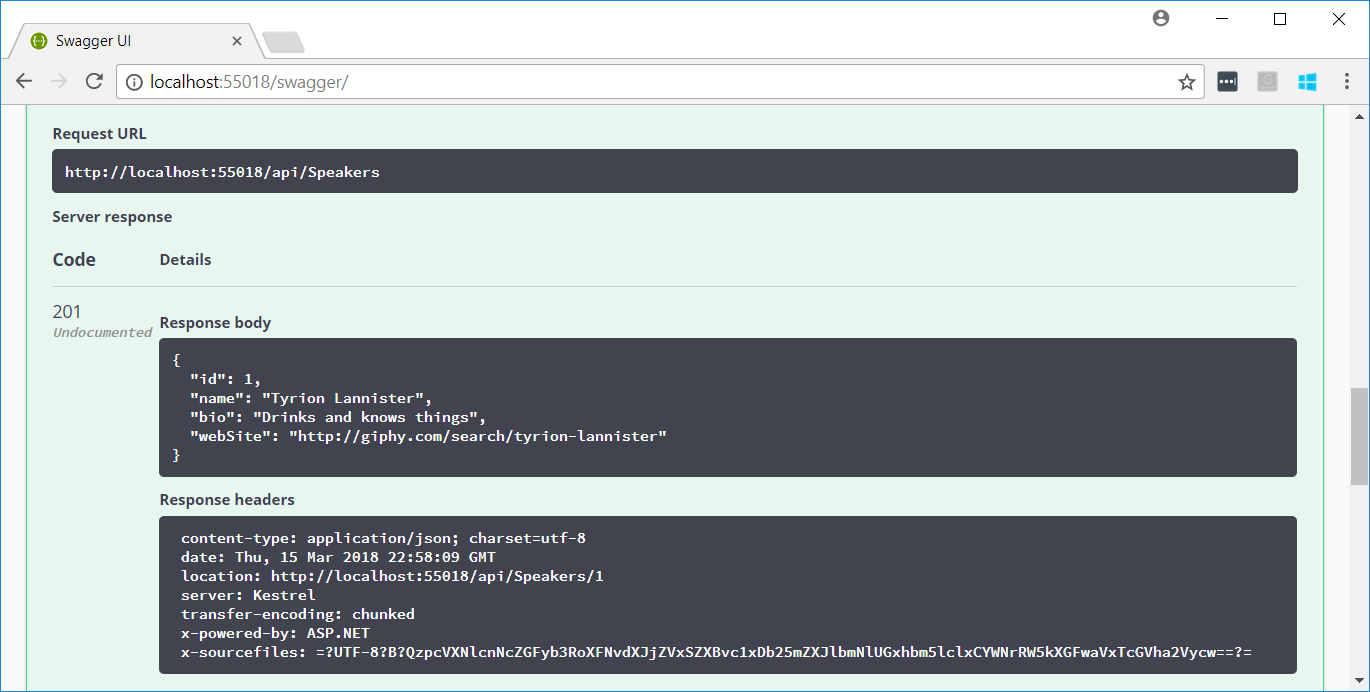 Swagger UI
localhost:55018/swagger/
Request URL
http://localhost:55018/api/Speakers
Server response
Code Details
201
Undocumented
Response body
{
"id": 1,
"name": "Tyrion Lannister",
"bio": "Drinks and knows things",
"webSite": "http://giphy.com/search/tyrion-lannister"
}
Response headers
content-type: application/json; charset=utf-8
date: Thu, 15 Mar 2018 22:58:09 GMT
location: http://localhost:55018/api/Speakers/1
server: Kestrel
transfer-encoding: chunked
x-powered-by: ASP.NET
x-sourcefiles: =?UTF-8?B?QzpcVXNlcnNcZGFyb3RoXFNvdXJjZVxSZXBvc1xDb25mZXJlbmNlUGxhbm5lclxCYWNrRW5kXGFwaVxTcGVha2Vycw==?=